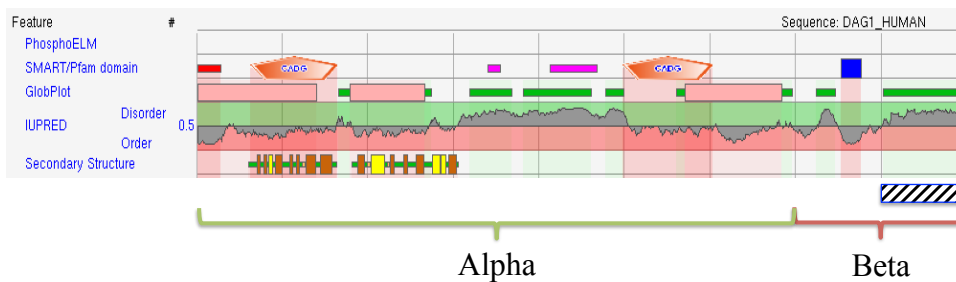 Feature # Sequence: DAG1_HUMAN
PhosphoELM
SMART/Pfam domain CADG CADG
GlobPlot
Disorder
IUPRED 0.5
Order
Secondary Structure
Alpha Beta